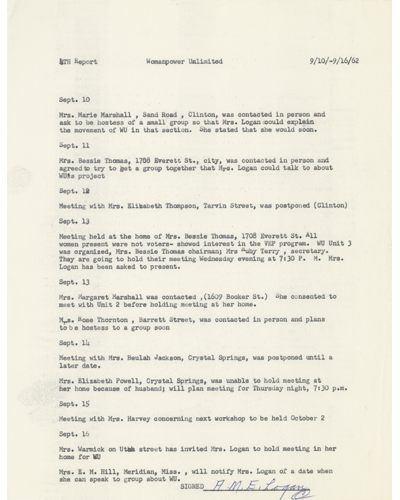 4TH Report Womanpower Unlimited 9/10/-9/16/62
Sept. 10
Mrs. Marie Marshall , Sand Road , Clinton, was contacted in person and
ask to be hostess of a small group so that Mrs. Logan could explain
the movement of WU in that section. She stated that she would soon.
Sept. 11
Mrs. Bessie Thomas, 1708 Everett St., city, was contacted in person and
agreed to try to get a group together that Mrs. Logan could talk to about
WU's project
Sept. 12
Meeting with Mrs. Elizabeth Thompson, Tarvin Street, was postponed (Clinton)
Sept. 13
Meeting held at the home of Mrs. Bessie Thomas, 1708 Everett St. All
women present were not voters- showed interest in the VEP program. WU Unit 3
was organized, Mrs. Bessie Thomas chairman; Mrs Ruby Terry , secretary.
They are going to hold their meeting Wednesday evening at 7:30 P. M. Mrs.
Logan has been asked to present.
Sept. 13
Mrs. Margaret Marshall was contacted ,(1609 Booker St.) She consented to
meet with Unit 2 before holding meeting at her home.
Mrs. Rose Thornton , Barrett Street, was contacted in person and plans
to be hostess to a group soon
Sept. 14
Meeting with Mrs. Beulah Jackson, Crystal Springs, was postponed until a
later date.
Mrs. Elizabeth Powell, Crystal Springs, was unable to hold meeting at
her home because of husband; will plan meeting for Thursday night, 7:30 p.m.
Sept. 15
Meeting with Mrs. Harvey concerning next workshop to be held October 2
Sept. 16
Mrs. Warmick on Utah street has invited Mrs. Logan to hold meeting in her
home for WU
Mrs. E. M. Hill, Meridian, Miss. , will notify Mrs. Logan of a date when
she can speak to group about WU.
SIGNED A.M.E. Logan